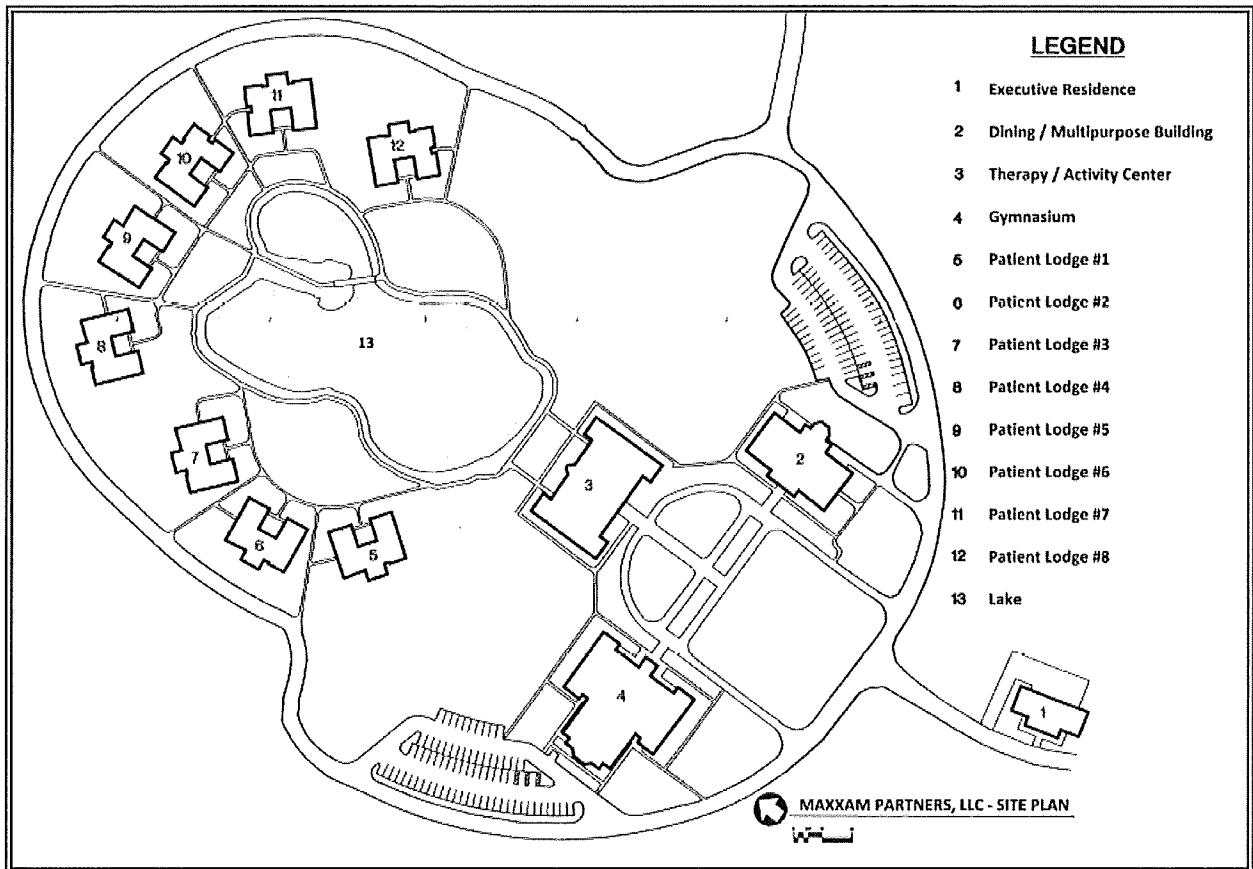 LEGEND
1 Executive Residence
2 Dining / Multipurpose Building
3 Therapy / Activity Center
4 Gymnasium
5 Patient Lodge #1
6 Patient Lodge #2
7 Patient Lodge #3
8 Patient Lodge #4
9 Patient Lodge #5
10 Patient Lodge #6
11 Patient Lodge #7
12 Patient Lodge #8
13 Lake
11
12
10
9
8
13
7
6
5
3
2
4
1
MAXXAM PARTNERS, LLC - SITE PLAN